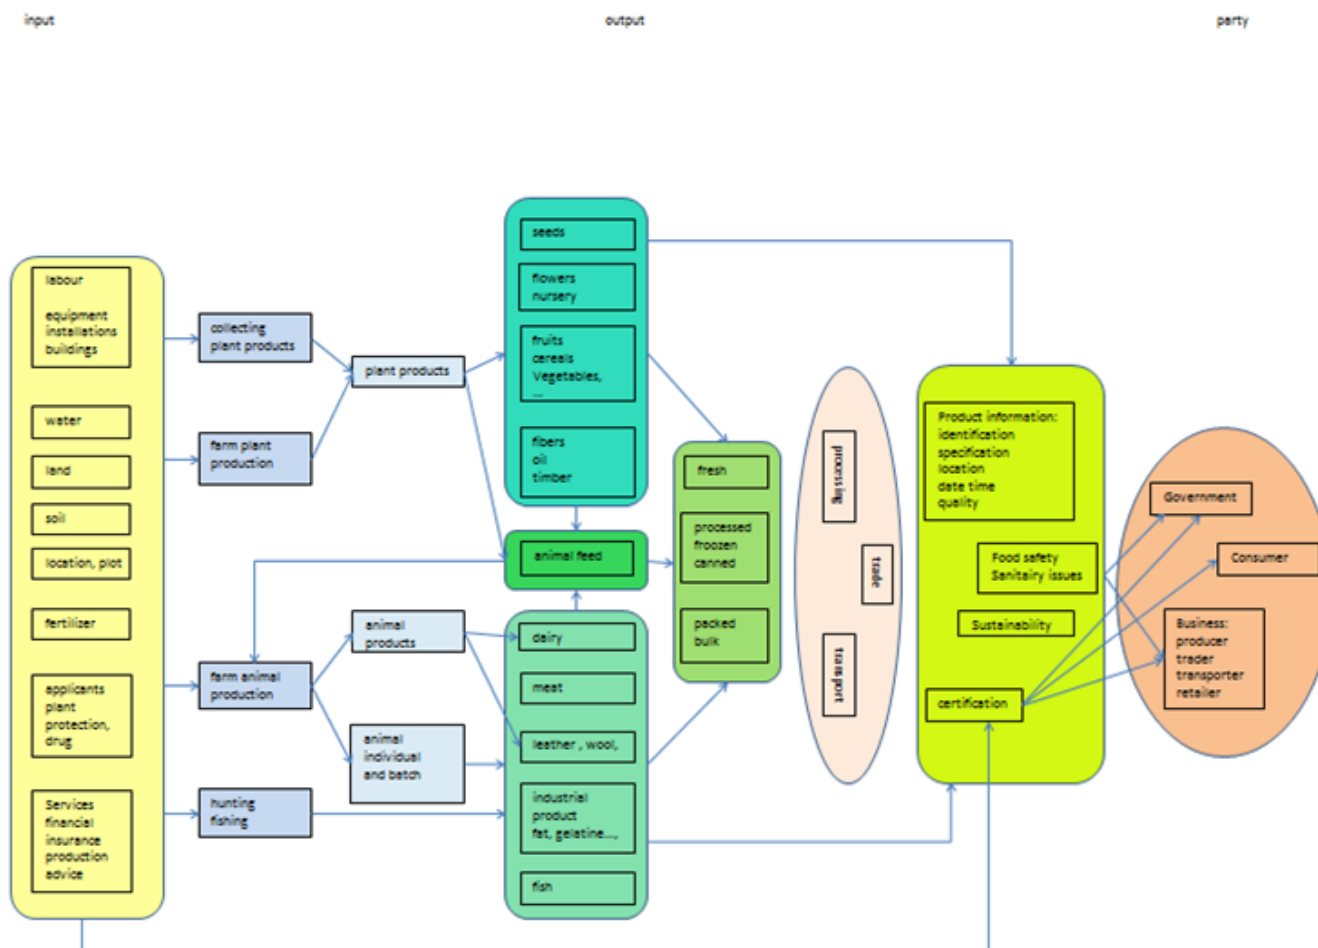 input
output
party
labour
equipment
installations
buildings
water
land
soil
location, plot
fertilizer
applicants
plant
protection,
drug
Services
financial
insurance
production
advice
collecting
plant products
farm plant
production
farm animal
production
hunting
fishing
plant products
animal
products
animal
individual
and batch
seeds
flowers
nursery
fruits
cereals
Vegetables,
...
fibers
oil
timber
animal feed
dairy
meat
leather , wool,
industrial
product
fat, gelatine...,
fish
fresh
processed
froozen
canned
packed
bulk
processing
trade
transport
Product information:
identification
specification
location
date time
quality
Food safety
Sanitairy issues
Sustainability
certification
Government
Consumer
Business:
producer
trader
transporter
retailer